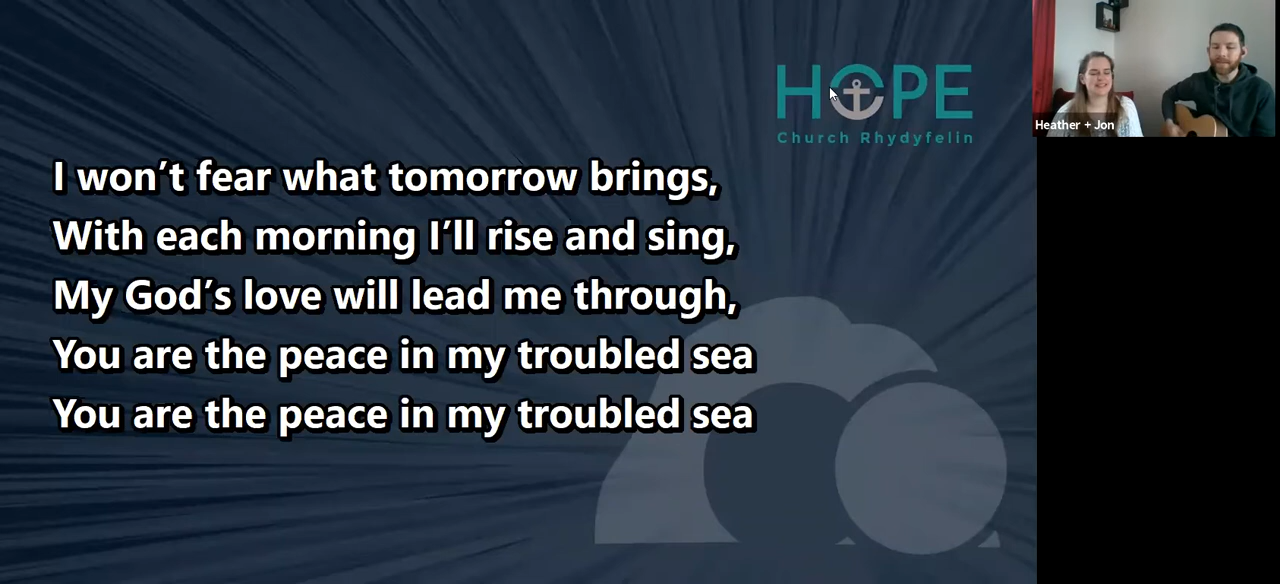 HOPE
Church Rhydyfelin
Heather + Jon
I won’t fear what tomorrow brings,
With each morning I’ll rise and sing,
My God’s love will lead me through,
You are the peace in my troubled sea
You are the peace in my troubled sea